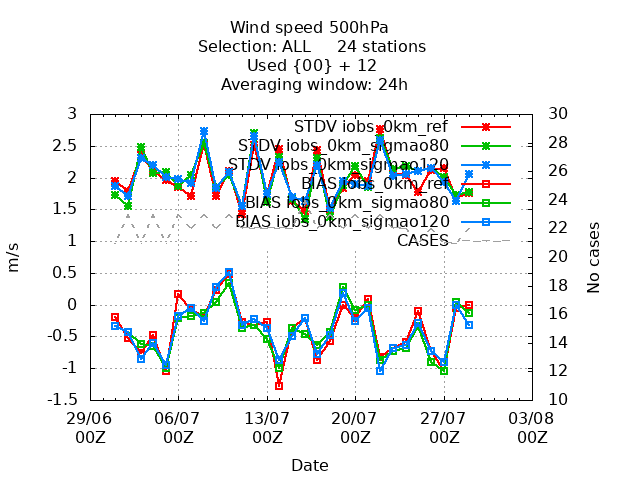 Wind speed 500hPa
Selection: ALL     24 stations
Used {00} + 12
Averaging window: 24h
3
2.5
2
1.5
1
0.5
0
-0.5
-1
-1.5
m/s
30
28
26
24
22
20
18
16
14
12
10
No cases
STDV iobs_0km_ref
STDV iobs_0km_sigmao80
STDV iobs_0km_sigmao120
BIAS iobs_0km_ref
BIAS iobs_0km_sigmao80
BIAS iobs_0km_sigmao120
CASES
29/06 06/07 13/07 20/07 27/07 03/08
00Z 00Z 00Z 00Z 00Z 00Z
Date